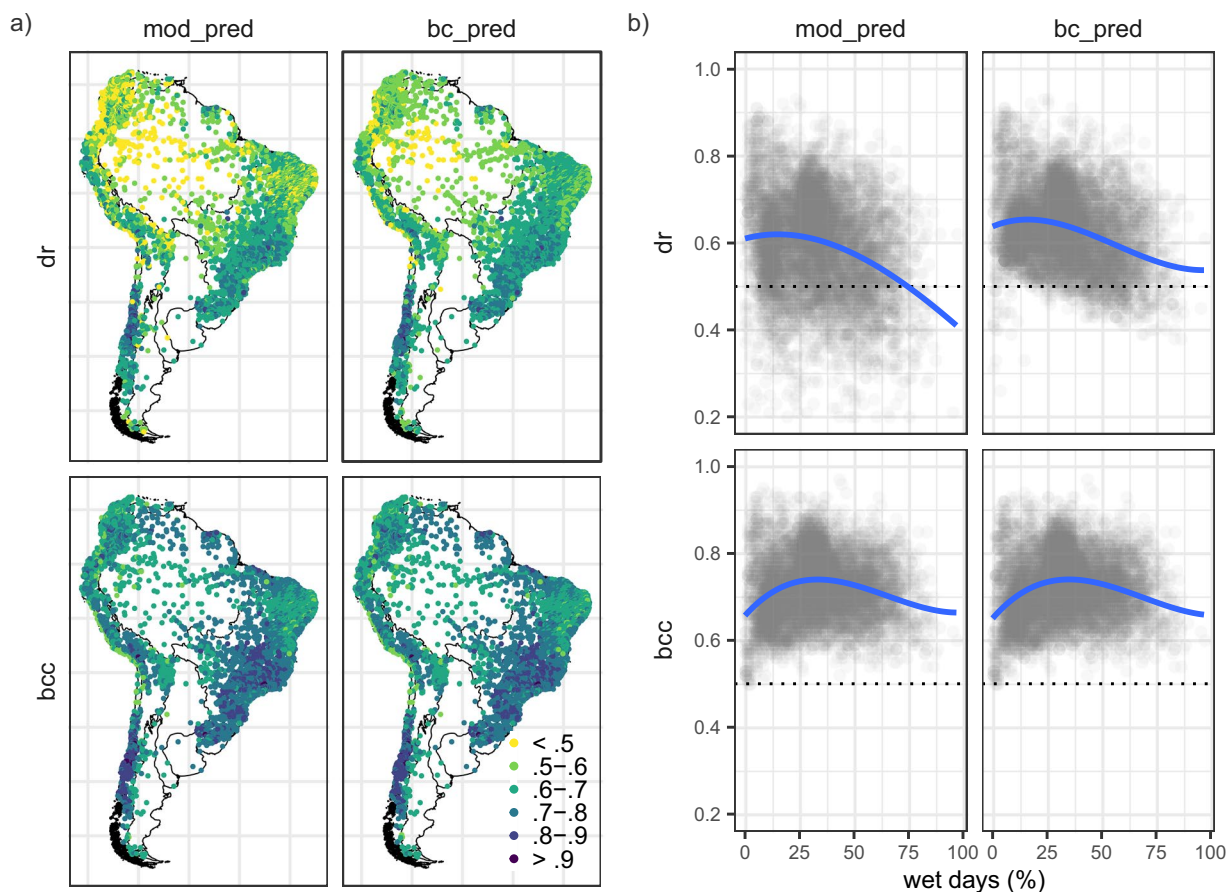 a)
mod_pred
bc_pred
dr
bcc
< .5
.5–.6
.6–.7
.7–.8
.8–.9
> .9
b)
mod_pred
bc_pred
1.0
0.8
dr
0.6
0.4
0.2
1.0
0.8
bcc
0.6
0.4
0.2
0
25
50
75
100
0
25
50
75
100
wet days (%)